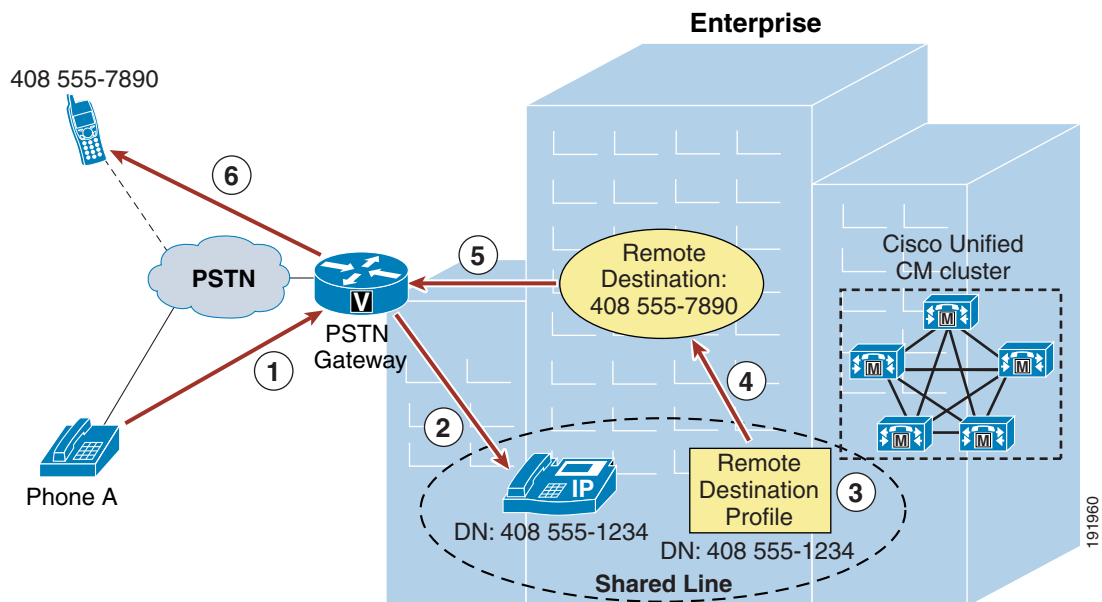 Enterprise
408 555-7890
6
5
Remote
Destination:
408 555-7890
Cisco Unified
CM cluster
M
M
M
M
M
PSTN
V
PSTN
Gateway
1
4
2
Phone A
IP
DN: 408 555-1234
Remote
Destination
Profile
3
DN: 408 555-1234
Shared Line
191960